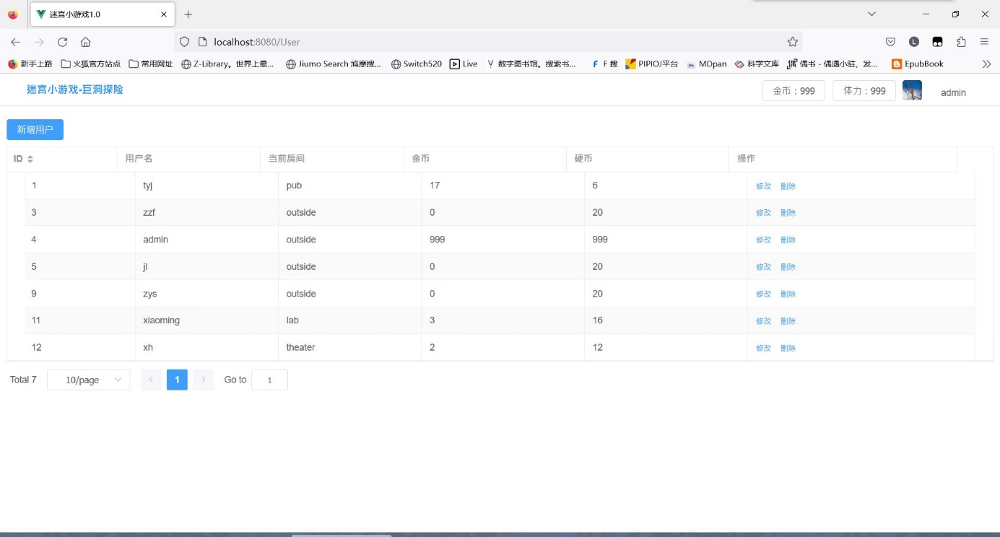 迷宫小游戏1.0
localhost:8080/User
新手上路 火狐官方站点 常用网址 Z-Library。世界上最... Jiumo Search 鸠摩搜... Switch520 Live 数字图书馆。搜索书... F 搜 PIPIOJ平台 MDpan 科学文库 偶书 - 偶遇小驻，发... EpubBook
迷宫小游戏-巨洞探险 金币：999 体力：999 admin
新增用户
ID 用户名 当前房间 金币 硬币 操作
1 tyj pub 17 6 修改 删除
3 zzf outside 0 20 修改 删除
4 admin outside 999 999 修改 删除
5 jl outside 0 20 修改 删除
9 zys outside 0 20 修改 删除
11 xiaoming lab 3 16 修改 删除
12 xh theater 2 12 修改 删除
Total 7 10/page 1 Go to 1